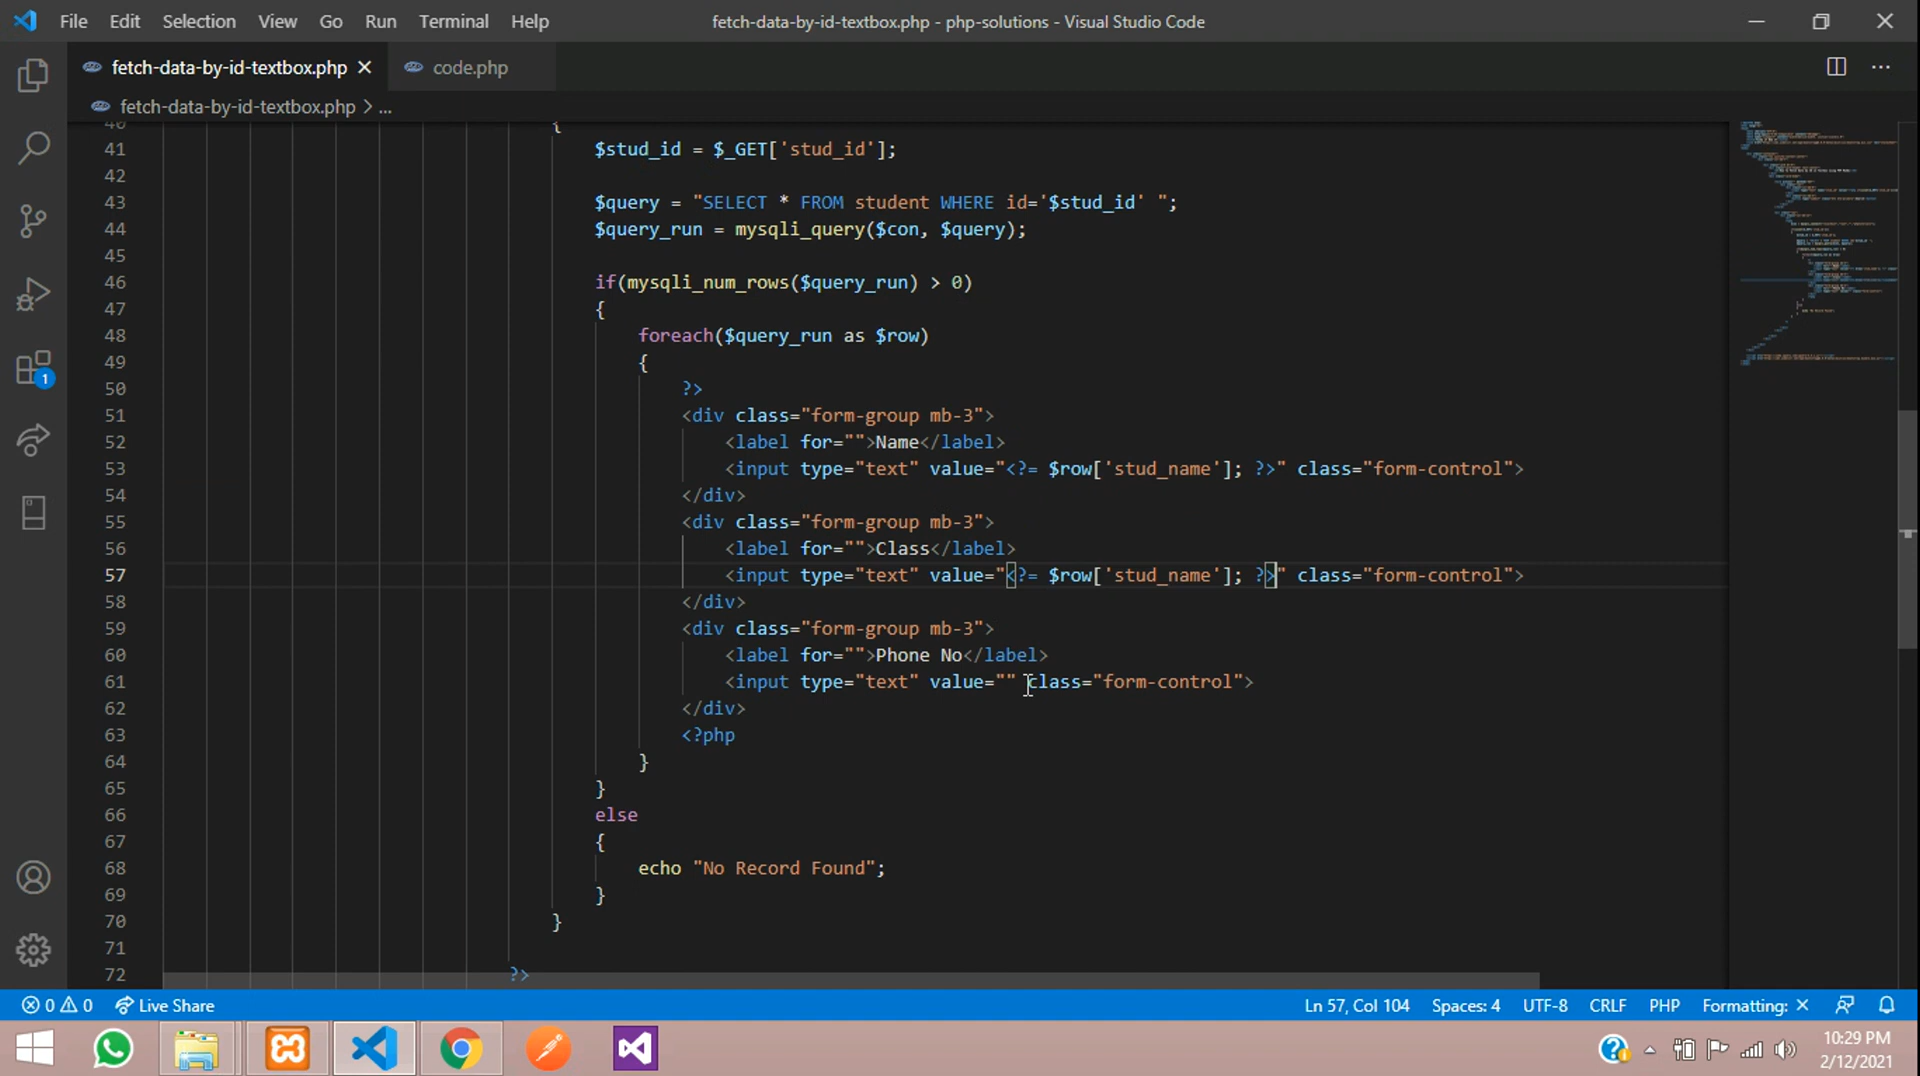 File Edit Selection View Go Run Terminal Help fetch-data-by-id-textbox.php - php-solutions - Visual Studio Code
fetch-data-by-id-textbox.php code.php
fetch-data-by-id-textbox.php > ...
40 {
41 $stud_id = $_GET['stud_id'];
42
43 $query = "SELECT * FROM student WHERE id='$stud_id' ";
44 $query_run = mysqli_query($con, $query);
45
46 if(mysqli_num_rows($query_run) > 0)
47 {
48 foreach($query_run as $row)
49 {
50 ?>
51 <div class="form-group mb-3">
52 <label for="">Name</label>
53 <input type="text" value="<?= $row['stud_name']; ?>" class="form-control">
54 </div>
55 <div class="form-group mb-3">
56 <label for="">Class</label>
57 <input type="text" value="<?= $row['stud_name']; ?>" class="form-control">
58 </div>
59 <div class="form-group mb-3">
60 <label for="">Phone No</label>
61 <input type="text" value="" class="form-control">
62 </div>
63 <?php
64 }
65 }
66 else
67 {
68 echo "No Record Found";
69 }
70 }
71
72 ?>
1
0 0 Live Share Ln 57, Col 104 Spaces: 4 UTF-8 CRLF PHP Formatting: ×
10:29 PM
2/12/2021